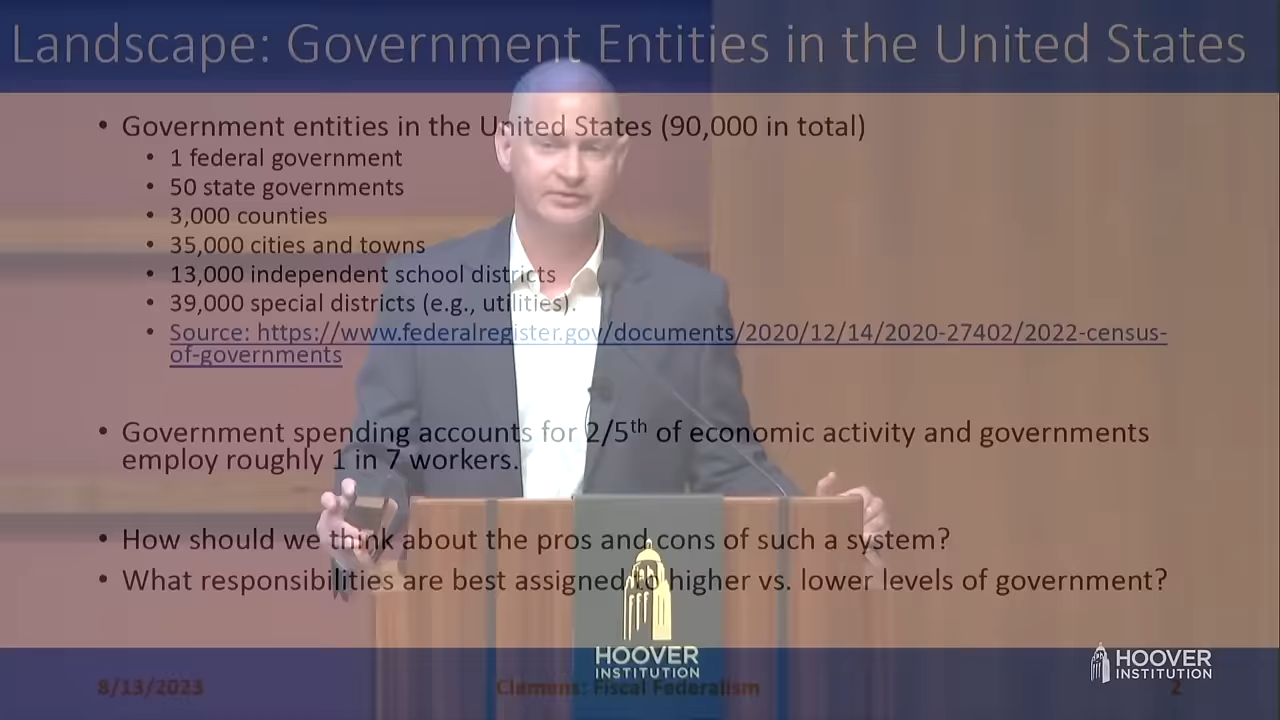 Landscape: Government Entities in the United States
• Government entities in the United States (90,000 in total)
• 1 federal government
• 50 state governments
• 3,000 counties
• 35,000 cities and towns
• 13,000 independent school districts
• 39,000 special districts (e.g., utilities).
• Source: https://www.federalregister.gov/documents/2020/12/14/2020-27402/2022-census-
of-governments
• Government spending accounts for 2/5th of economic activity and governments
employ roughly 1 in 7 workers.
• How should we think about the pros and cons of such a system?
• What responsibilities are best assigned to higher vs. lower levels of government?
HOOVER
INSTITUTION
HOOVER
INSTITUTION
8/13/2023
Clemens: Fiscal Federalism
2